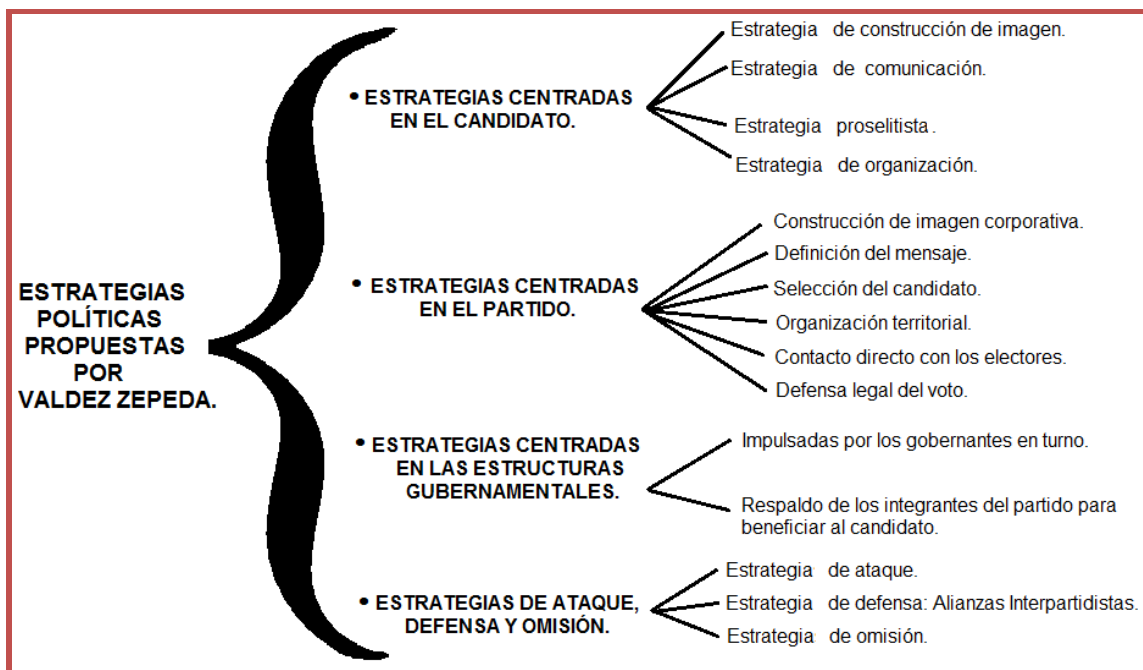 ESTRATEGIAS
POLÍTICAS
PROPUESTAS
POR
VALDEZ ZEPEDA.
• ESTRATEGIAS CENTRADAS
EN EL CANDIDATO.
Estrategia de construcción de imagen.
Estrategia de comunicación.
Estrategia proselitista.
Estrategia de organización.
• ESTRATEGIAS CENTRADAS
EN EL PARTIDO.
Construcción de imagen corporativa.
Definición del mensaje.
Selección del candidato.
Organización territorial.
Contacto directo con los electores.
Defensa legal del voto.
• ESTRATEGIAS CENTRADAS
EN LAS ESTRUCTURAS
GUBERNAMENTALES.
Impulsadas por los gobernantes en turno.
Respaldo de los integrantes del partido para
beneficiar al candidato.
• ESTRATEGIAS DE ATAQUE,
DEFENSA Y OMISIÓN.
Estrategia de ataque.
Estrategia de defensa: Alianzas Interpartidistas.
Estrategia de omisión.